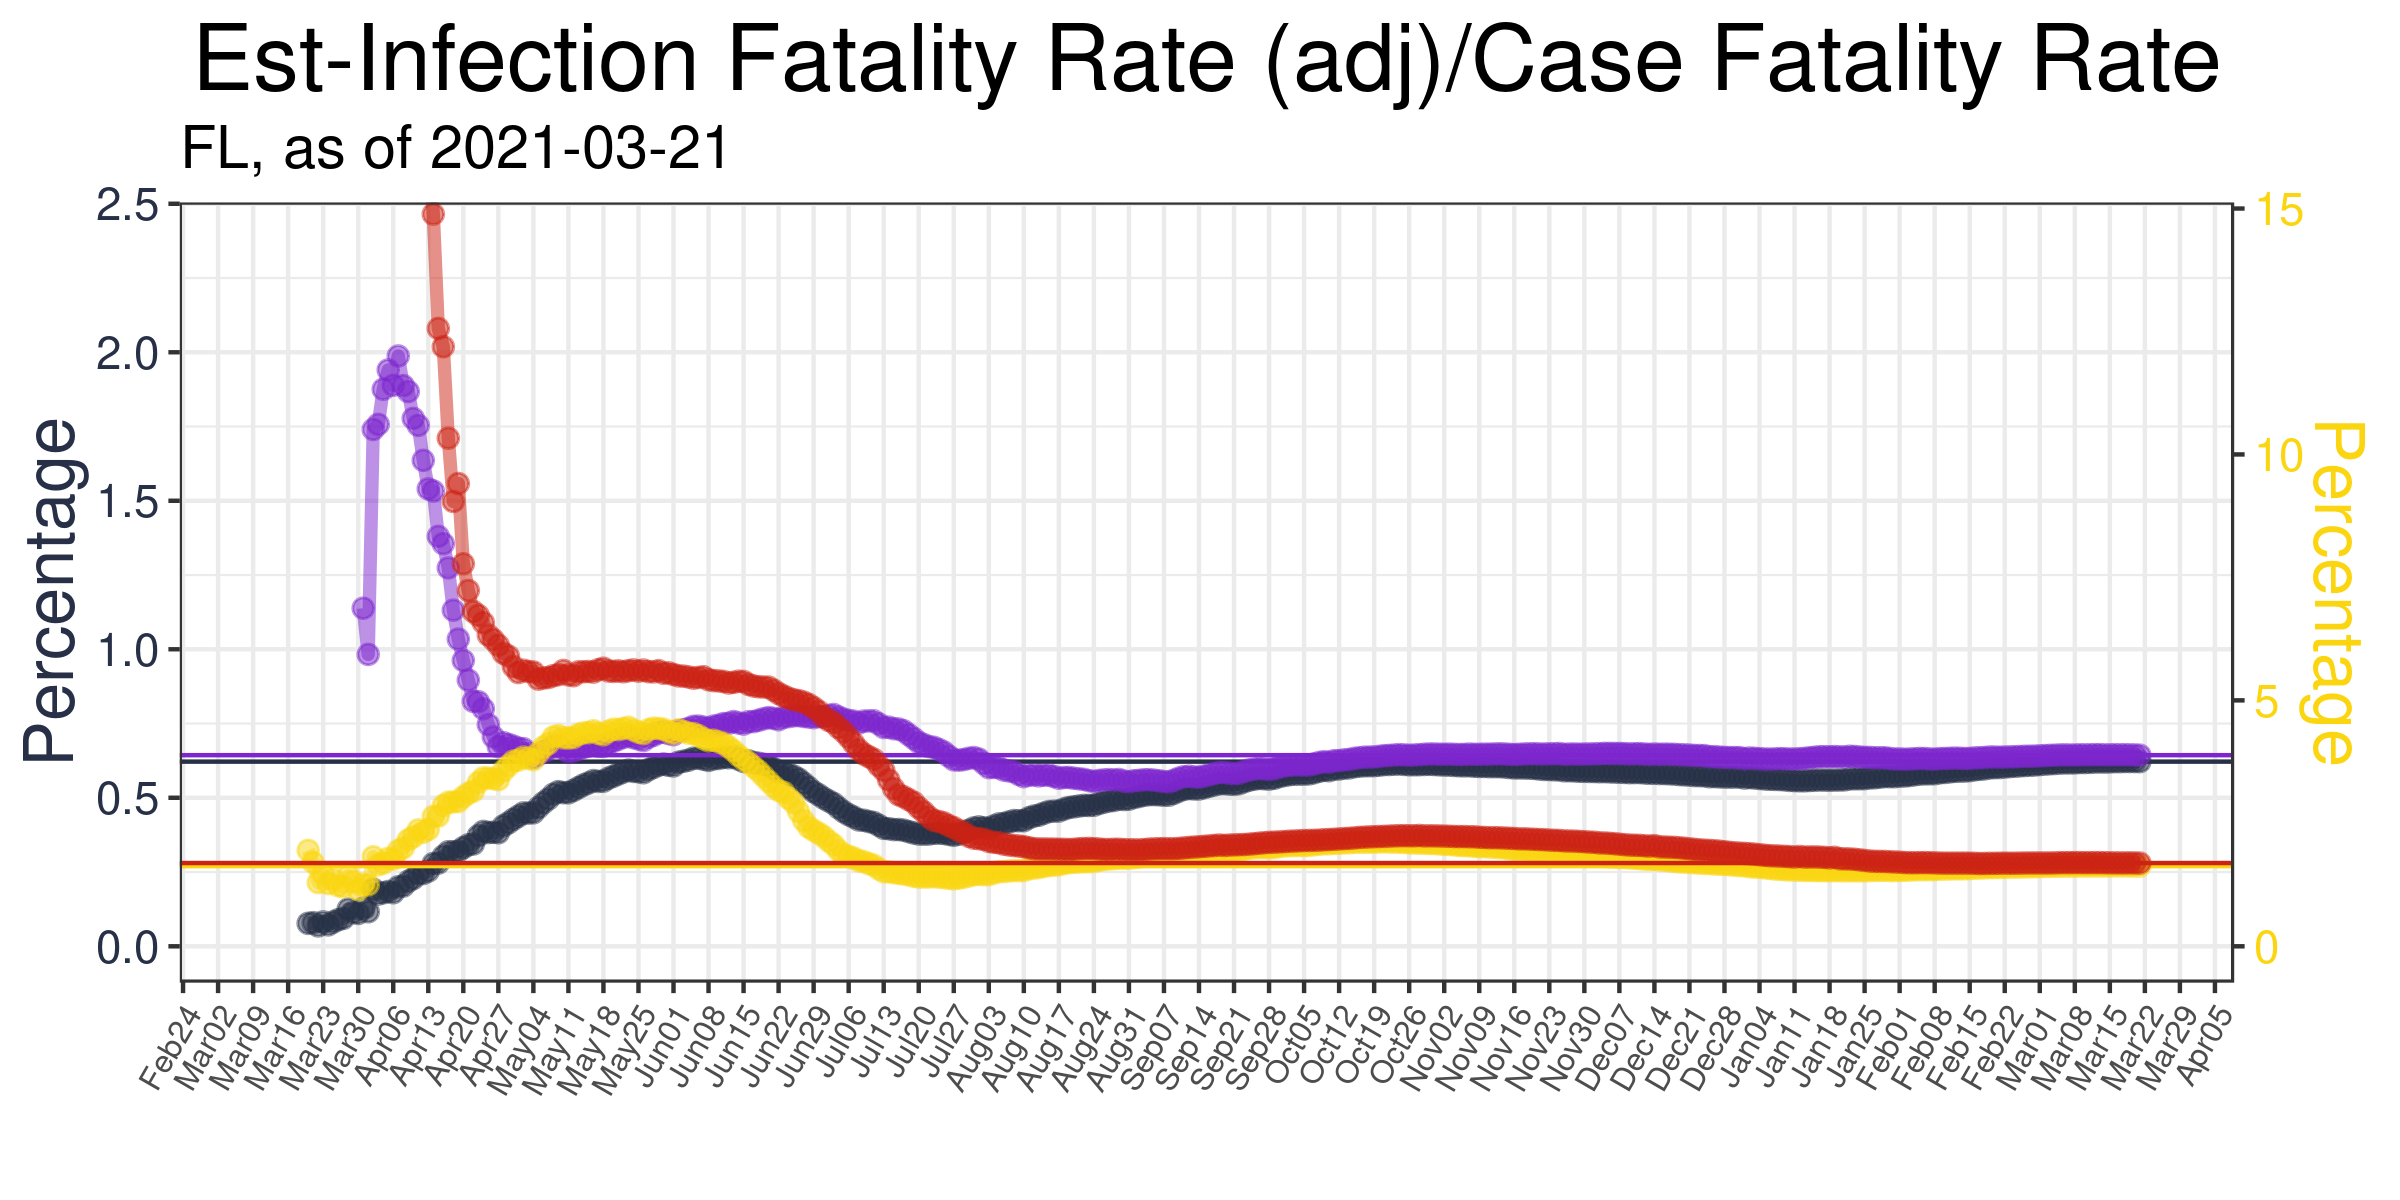 Est-Infection Fatality Rate (adj)/Case Fatality Rate
FL, as of 2021-03-21
Percentage
2.5
2.0
1.5
1.0
0.5
0.0
15
10
5
0
Percentage
Feb24
Mar02
Mar09
Mar16
Mar23
Mar30
Apr06
Apr13
Apr20
Apr27
May04
May11
May18
May25
Jun01
Jun08
Jun15
Jun22
Jun29
Jul06
Jul13
Jul20
Jul27
Aug03
Aug10
Aug17
Aug24
Aug31
Sep07
Sep14
Sep21
Sep28
Oct05
Oct12
Oct19
Oct26
Nov02
Nov09
Nov16
Nov23
Nov30
Dec07
Dec14
Dec21
Dec28
Jan04
Jan11
Jan18
Jan25
Feb01
Feb08
Feb15
Feb22
Mar01
Mar08
Mar15
Mar22
Mar29
Apr05